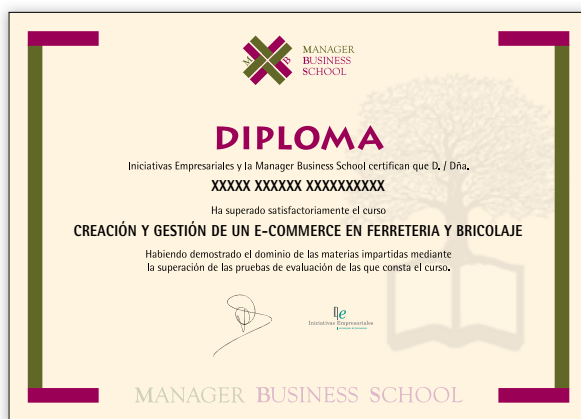 M B S
MANAGER
BUSINESS
SCHOOL
DIPLOMA
Iniciativas Empresariales y la Manager Business School certifican que D. / Dña.
XXXXX XXXXXX XXXXXXXXXX
Ha superado satisfactoriamente el curso
CREACIÓN Y GESTIÓN DE UN E-COMMERCE EN FERRETERIA Y BRICOLAJE
Habiendo demostrado el dominio de las materias impartidas mediante
la superación de las pruebas de evaluación de las que consta el curso.
Iniciativas Empresariales
MANAGER BUSINESS SCHOOL